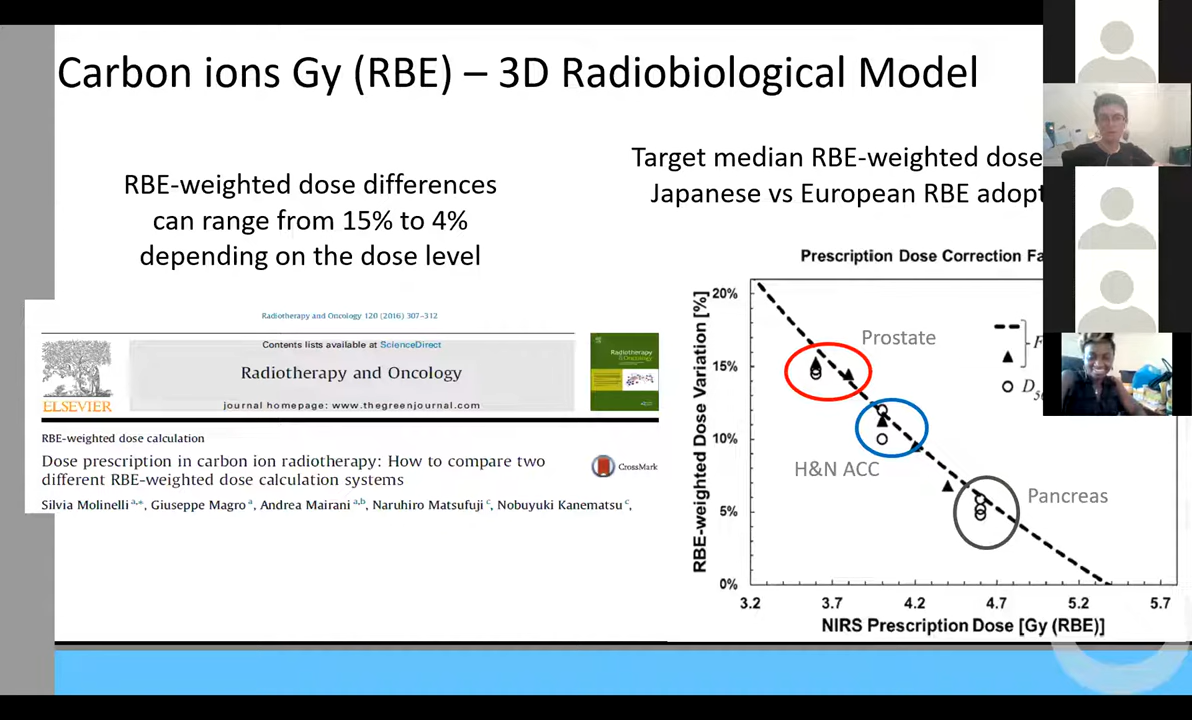 Carbon ions Gy (RBE) – 3D Radiobiological Model
RBE-weighted dose differences
can range from 15% to 4%
depending on the dose level
Target median RBE-weighted dose
Japanese vs European RBE adopt
Radiotherapy and Oncology 120 (2016) 307–312
Contents lists available at ScienceDirect
Radiotherapy and Oncology
journal homepage: www.thegreenjournal.com
ELSEVIER
Radiotherapy
& Oncology
RBE-weighted dose calculation
Dose prescription in carbon ion radiotherapy: How to compare two
different RBE-weighted dose calculation systems
CrossMark
Silvia Molinelli a,*, Giuseppe Magro a, Andrea Mairani a,b, Naruhiro Matsufuji c, Nobuyuki Kanematsu c,
Prescription Dose Correction Fa
RBE-weighted Dose Variation [%]
20%
15%
10%
5%
0%
Prostate
H&N ACC
Pancreas
F
D50
3.2 3.7 4.2 4.7 5.2 5.7
NIRS Prescription Dose [Gy (RBE)]